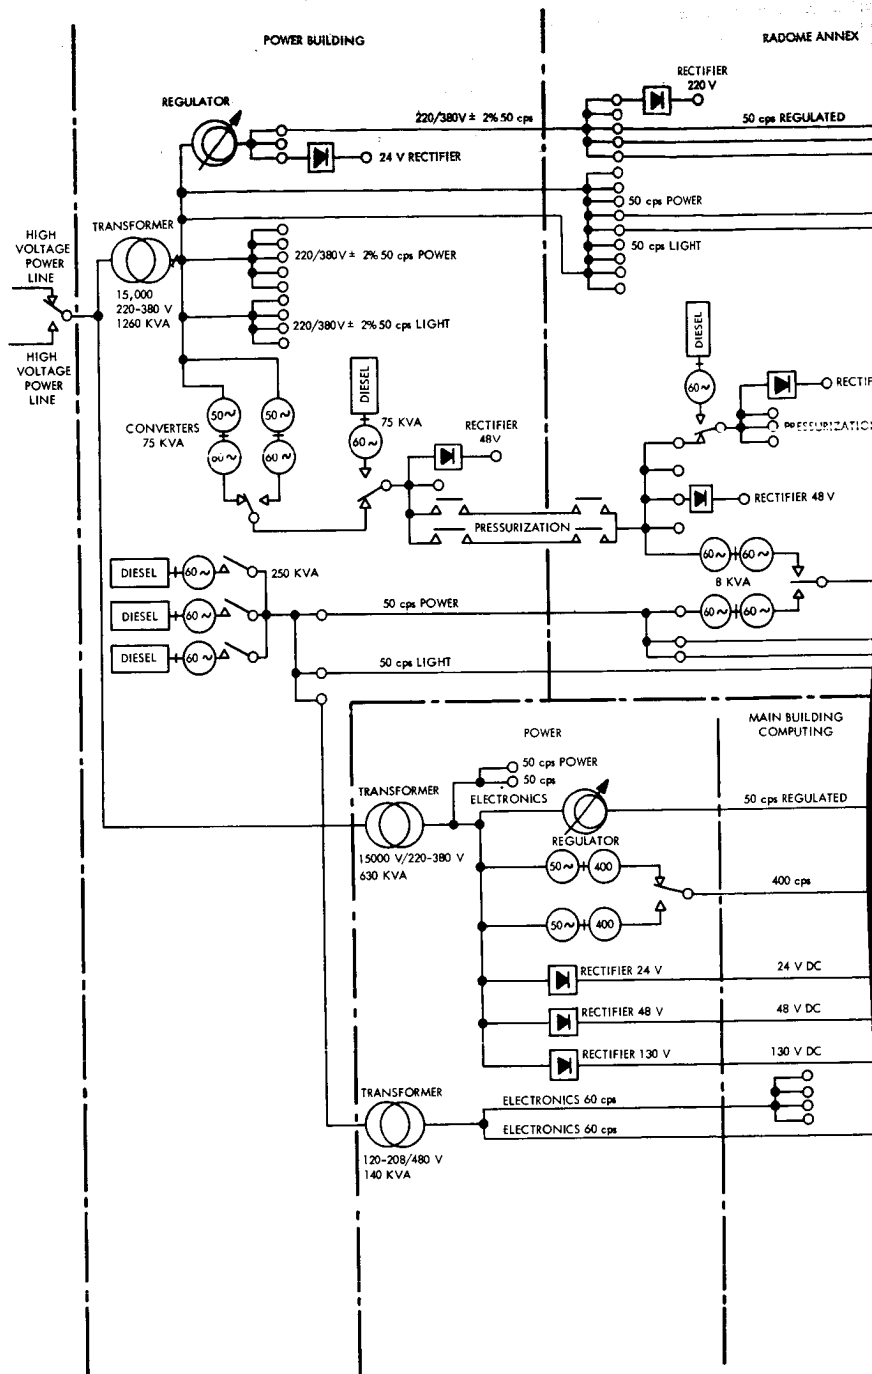 POWER BUILDING
RADOME ANNEX
RECTIFIER
220 V
REGULATOR
220/380V ± 2% 50 cps
50 cps REGULATED
24 V RECTIFIER
50 cps POWER
50 cps LIGHT
HIGH
VOLTAGE
POWER
LINE
TRANSFORMER
220/380V ± 2% 50 cps POWER
15,000
220-380 V
1260 KVA
220/380V ± 2% 50 cps LIGHT
HIGH
VOLTAGE
POWER
LINE
DIESEL
60~
DIESEL
50~
50~
CONVERTERS
75 KVA
60~
60~
75 KVA
60~
RECTIFIER
48V
RECTIF
PRESSURIZATION
RECTIFIER 48 V
PRESSURIZATION
60~
60~
8 KVA
60~
60~
DIESEL
60~
250 KVA
DIESEL
60~
DIESEL
60~
50 cps POWER
50 cps LIGHT
POWER
MAIN BUILDING
COMPUTING
50 cps POWER
50 cps
TRANSFORMER
ELECTRONICS
50 cps REGULATED
REGULATOR
15000 V/220-380 V
630 KVA
50~
400
400 cps
50~
400
RECTIFIER 24 V
24 V DC
RECTIFIER 48 V
48 V DC
RECTIFIER 130 V
130 V DC
TRANSFORMER
ELECTRONICS 60 cps
ELECTRONICS 60 cps
120-208/480 V
140 KVA